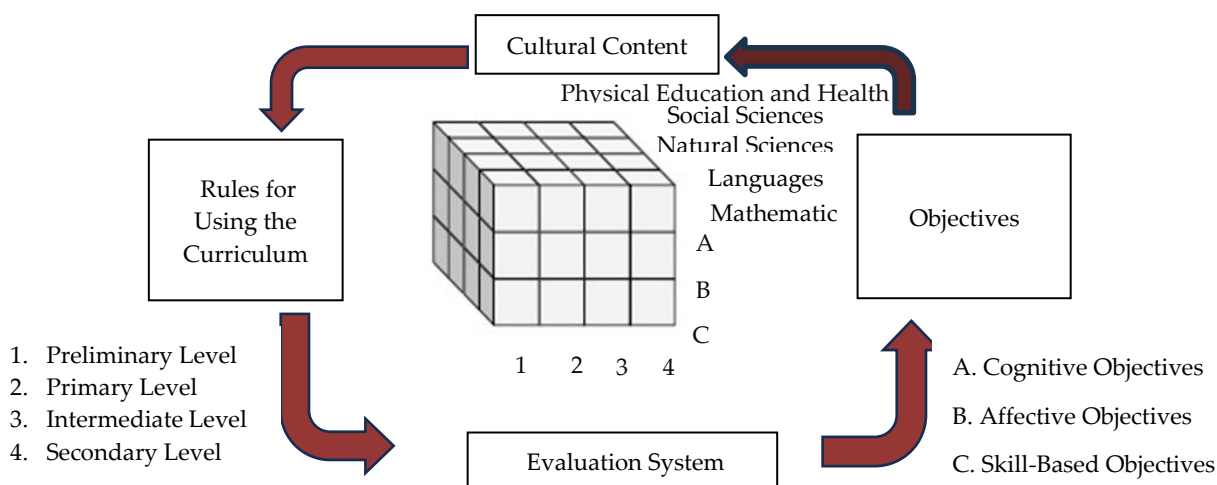 Cultural Content
Physical Education and Health
Social Sciences
Natural Sciences
Languages
Mathematic
Rules for
Using the
Curriculum
Objectives
A
B
C
1 2 3 4
1. Preliminary Level
2. Primary Level
3. Intermediate Level
4. Secondary Level
Evaluation System
A. Cognitive Objectives
B. Affective Objectives
C. Skill-Based Objectives